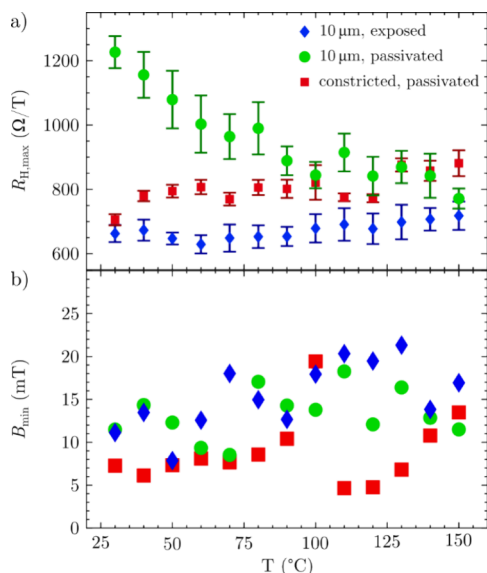 a)
10 μm, exposed
10 μm, passivated
constricted, passivated
1200
1000
800
600
R_H,max (Ω/T)
b)
25
20
15
10
5
0
B_min (mT)
25 50 75 100 125 150
T (°C)